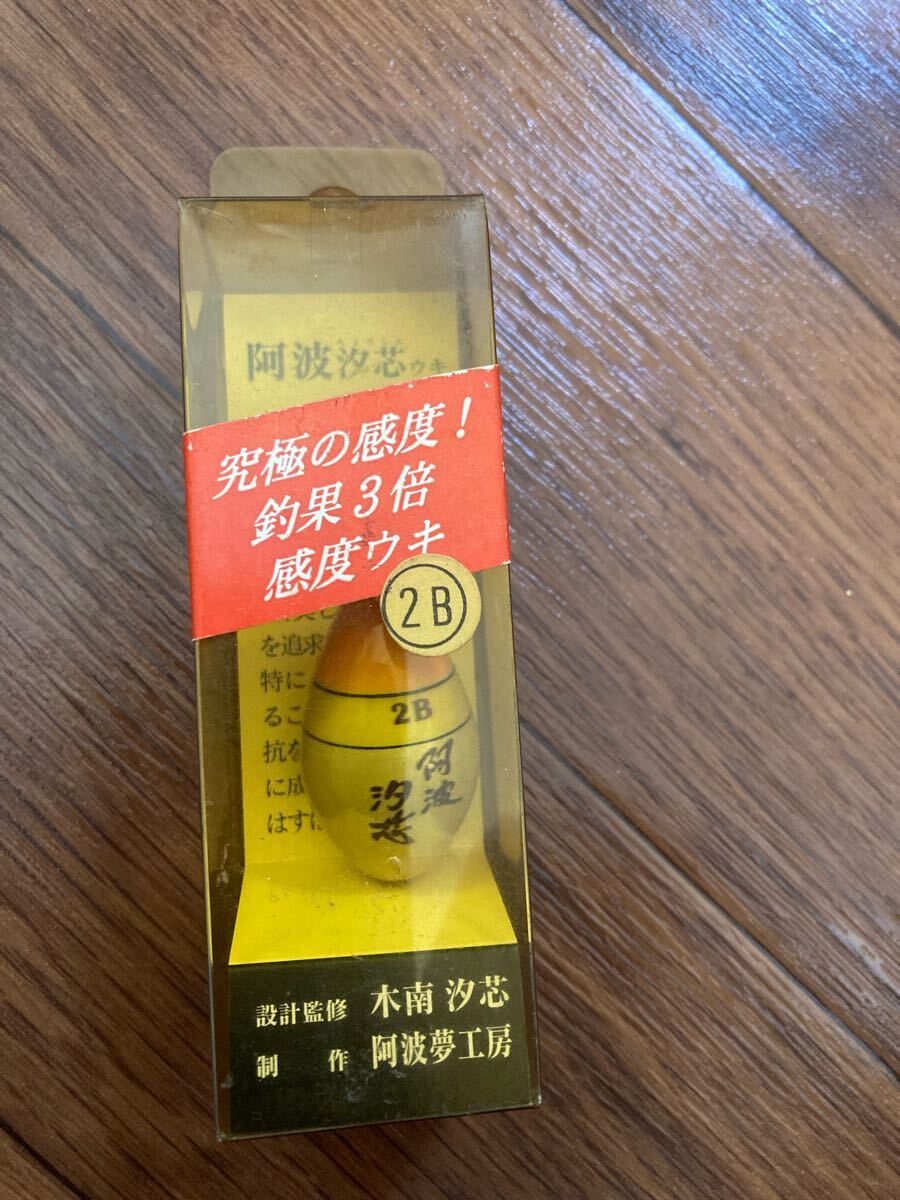 阿波汐芯ウキ
究極の感度!
釣果3倍
感度ウキ
2B
を追求
特に
るこ
抗を
に成
はずに
2B
阿波
汐芯
設計監修 木南 汐芯
制 作 阿波夢工房